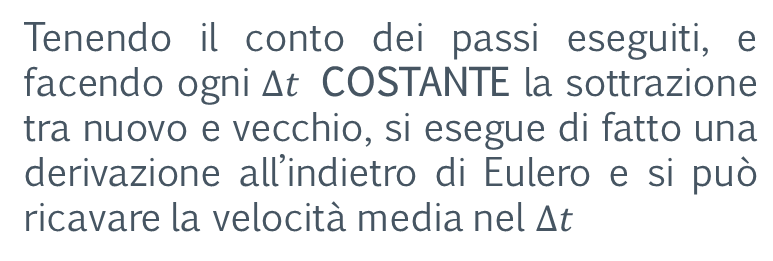 Tenendo il conto dei passi eseguiti, e
facendo ogni Δt COSTANTE la sottrazione
tra nuovo e vecchio, si esegue di fatto una
derivazione all’indietro di Eulero e si può
ricavare la velocità media nel Δt